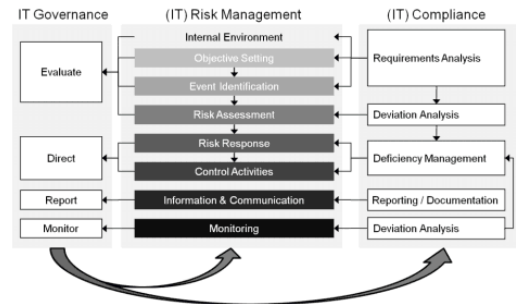 IT Governance
(IT) Risk Management
(IT) Compliance
Evaluate
Direct
Report
Monitor
Internal Environment
Objective Setting
Event Identification
Risk Assessment
Risk Response
Control Activities
Information & Communication
Monitoring
Requirements Analysis
Deviation Analysis
Deficiency Management
Reporting / Documentation
Deviation Analysis